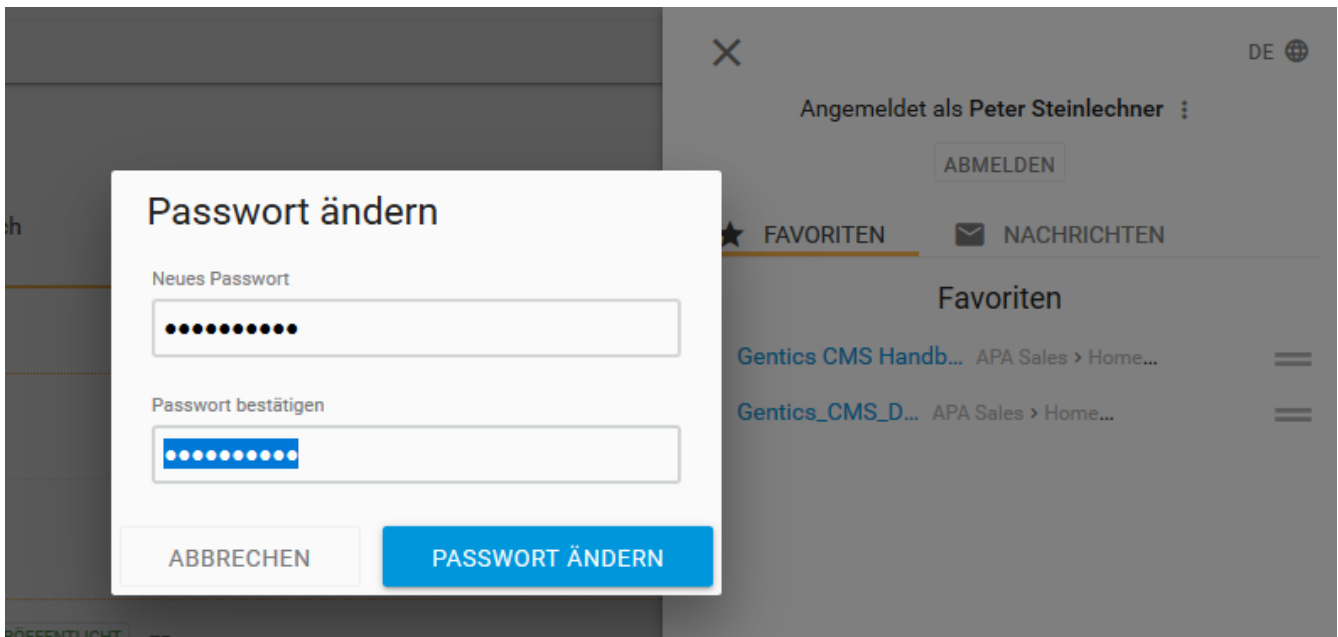 DE
Angemeldet als Peter Steinlechner
ABMELDEN
FAVORITEN NACHRICHTEN
Favoriten
Gentics CMS Handb... APA Sales > Home...
Gentics_CMS_D... APA Sales > Home...
Passwort ändern
Neues Passwort
••••••••••
Passwort bestätigen
••••••••••
ABBRECHEN PASSWORT ÄNDERN